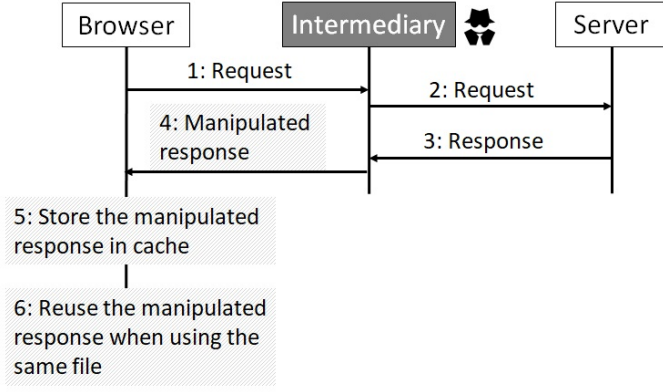 Browser
Intermediary
Server
1: Request
2: Request
3: Response
4: Manipulated
response
5: Store the manipulated
response in cache
6: Reuse the manipulated
response when using the
same file